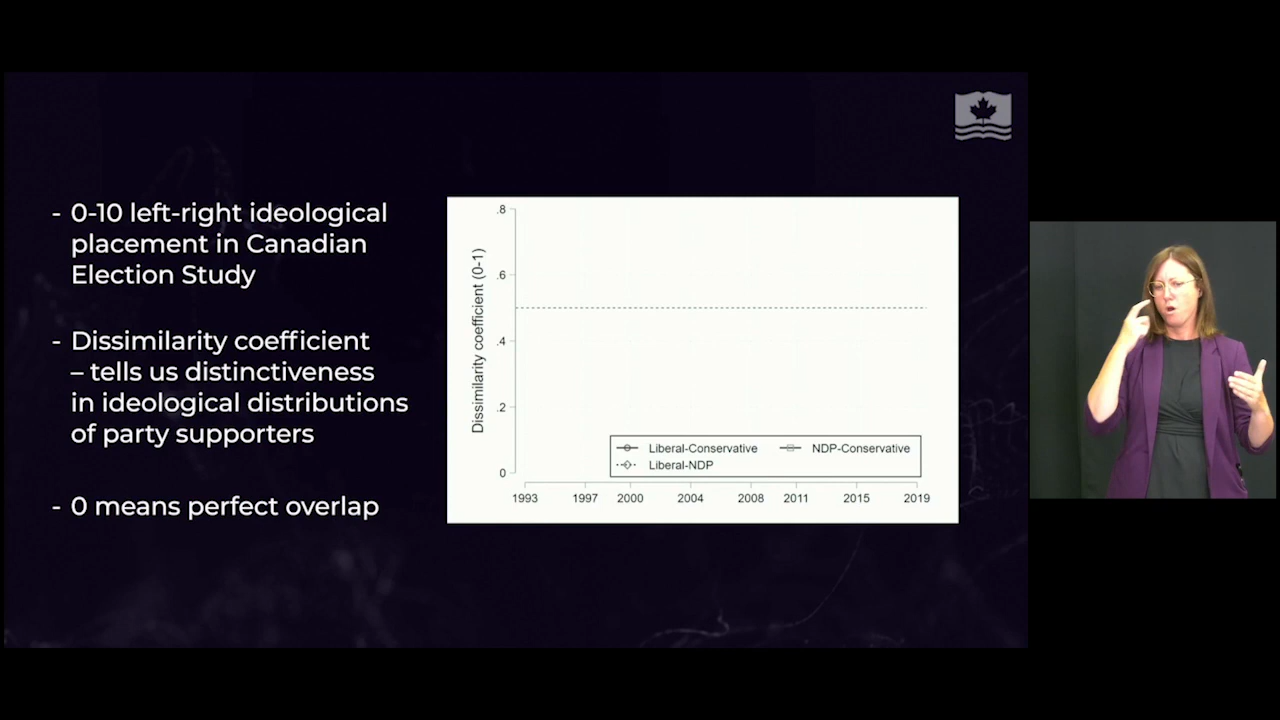 - 0-10 left-right ideological
placement in Canadian
Election Study
- Dissimilarity coefficient
– tells us distinctiveness
in ideological distributions
of party supporters
- 0 means perfect overlap
Dissimilarity coefficient (0-1)
.8
.6
.4
.2
0
Liberal-Conservative
NDP-Conservative
Liberal-NDP
1993 1997 2000 2004 2008 2011 2015 2019